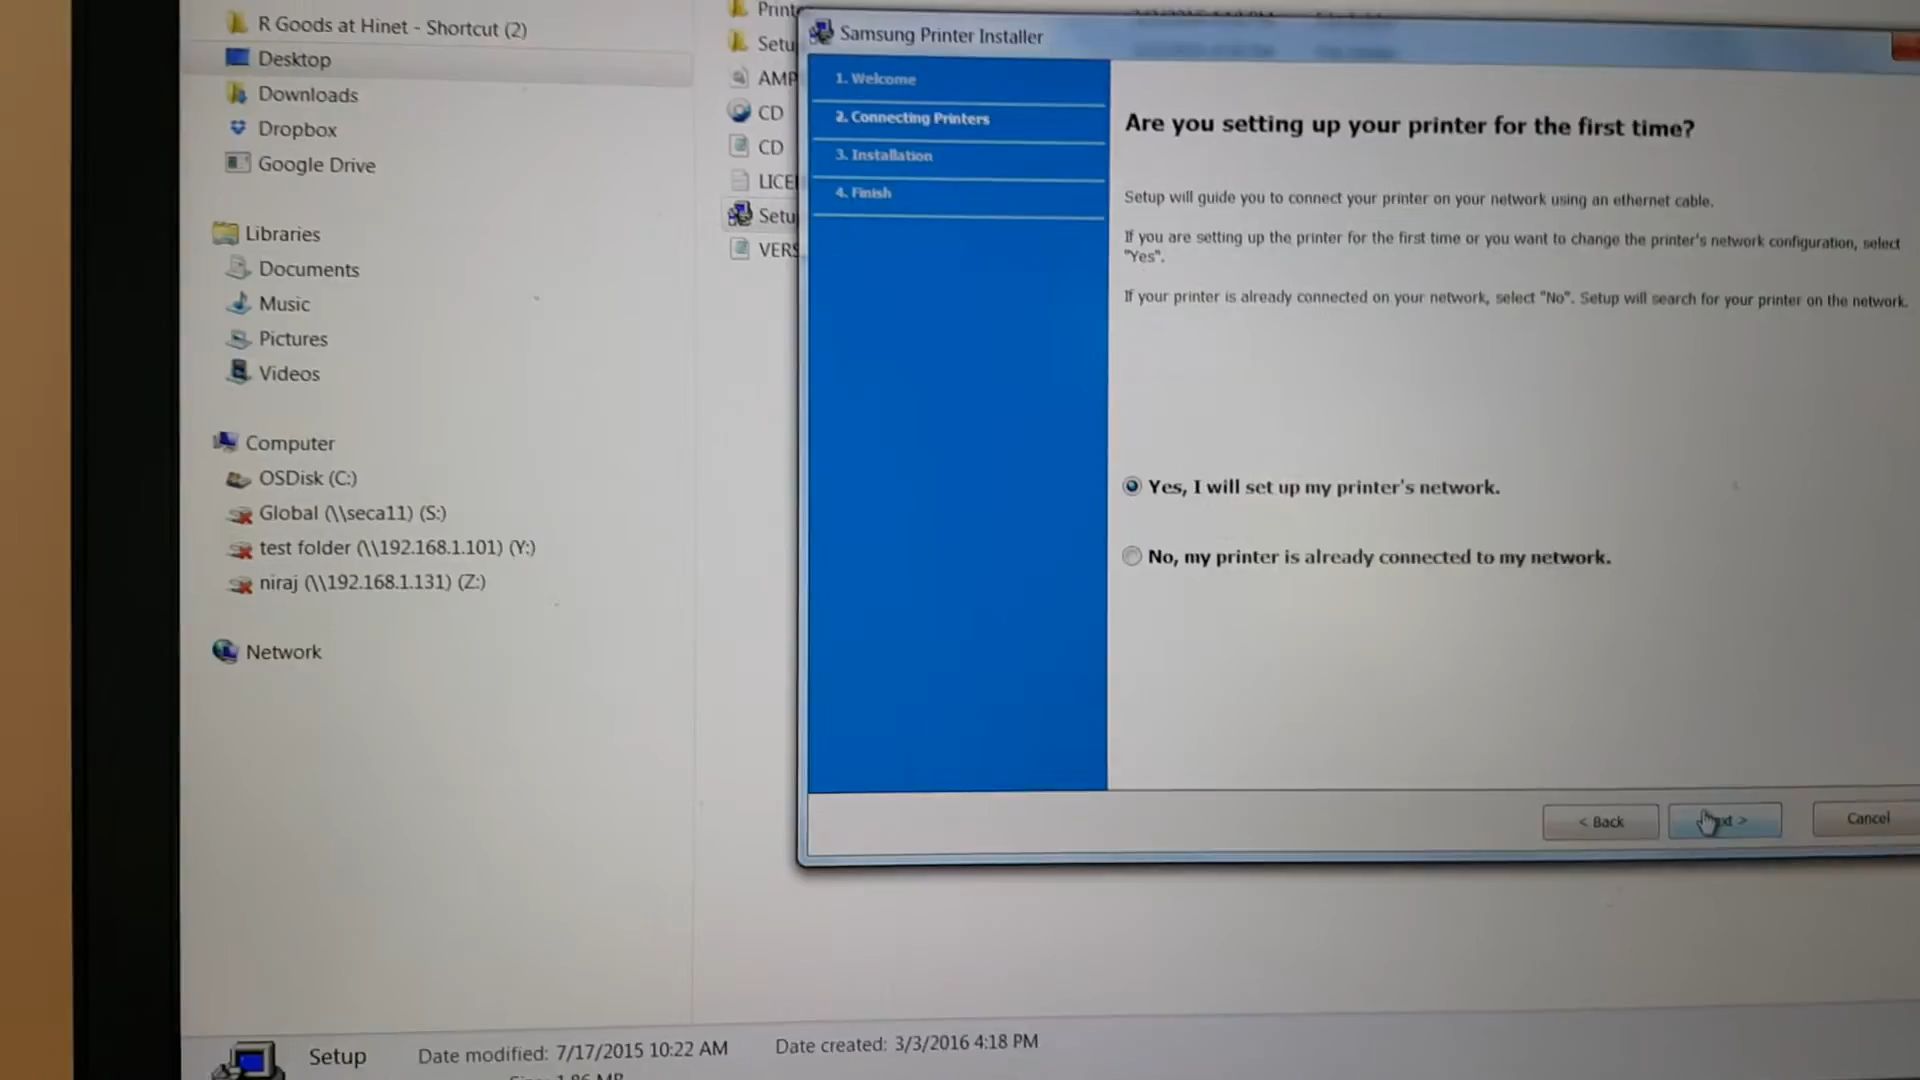 R Goods at Hinet - Shortcut (2)
Desktop
Downloads
Dropbox
Google Drive
Libraries
Documents
Music
Pictures
Videos
Computer
OSDisk (C:)
Global (\\seca11) (S:)
test folder (\\192.168.1.101) (Y:)
niraj (\\192.168.1.131) (Z:)
Network
Printe
Setu
AMP
CD
CD
LICE
Setu
VERS
Samsung Printer Installer
1. Welcome
2. Connecting Printers
3. Installation
4. Finish
Are you setting up your printer for the first time?
Setup will guide you to connect your printer on your network using an ethernet cable.
If you are setting up the printer for the first time or you want to change the printer's network configuration, select
"Yes".
If your printer is already connected on your network, select "No". Setup will search for your printer on the network.
Yes, I will set up my printer's network.
No, my printer is already connected to my network.
< Back
Cancel
Setup
Date modified: 7/17/2015 10:22 AM
Date created: 3/3/2016 4:18 PM